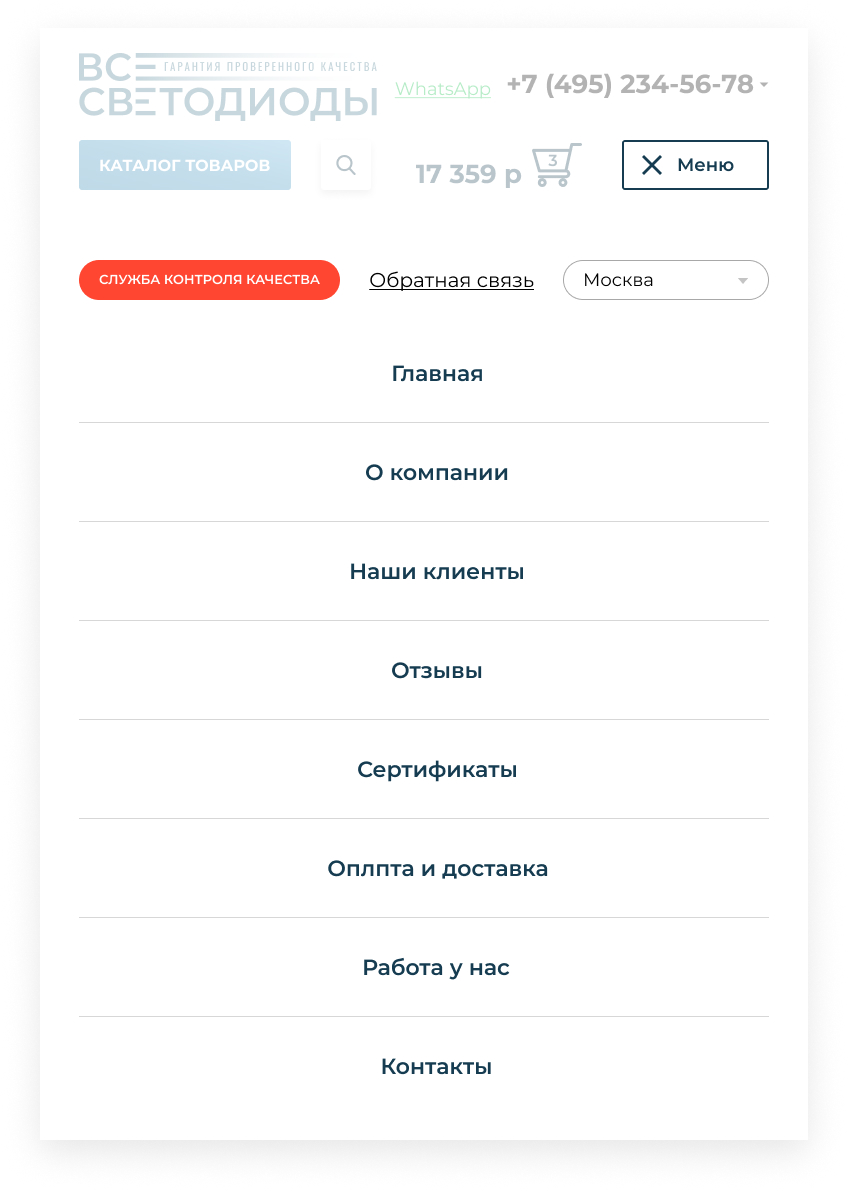 ВСЕ ГАРАНТИЯ ПРОВЕРЕННОГО КАЧЕСТВА
СВЕТОДИОДЫ
WhatsApp
+7 (495) 234-56-78
КАТАЛОГ ТОВАРОВ
17 359 р
3
Меню
СЛУЖБА КОНТРОЛЯ КАЧЕСТВА
Обратная связь
Москва
Главная
О компании
Наши клиенты
Отзывы
Сертификаты
Оплпта и доставка
Работа у нас
Контакты